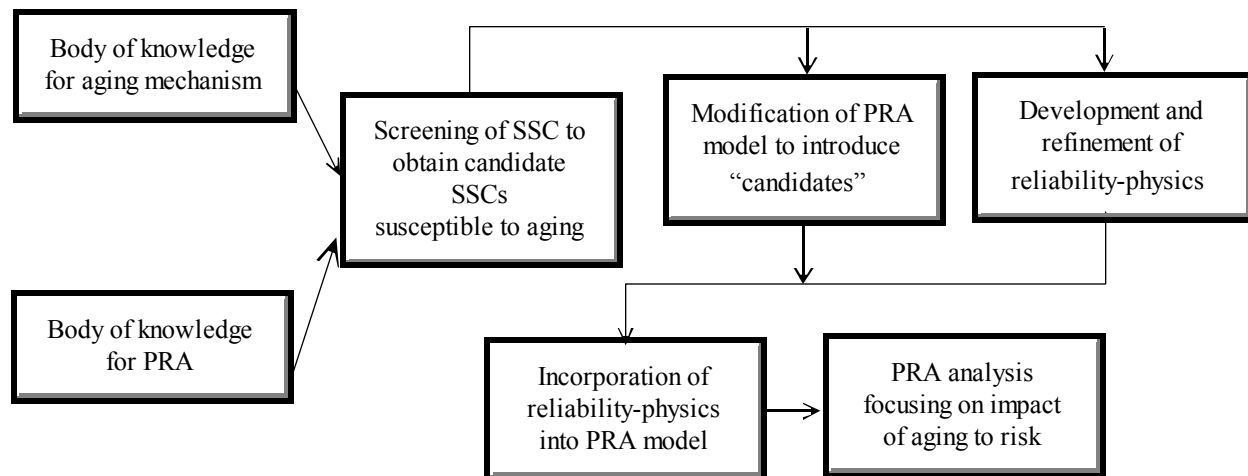 Body of knowledge
for aging mechanism
Screening of SSC to
obtain candidate
SSCs
susceptible to aging
Modification of PRA
model to introduce
“candidates”
Development and
refinement of
reliability-physics
Body of knowledge
for PRA
Incorporation of
reliability-physics
into PRA model
PRA analysis
focusing on impact
of aging to risk